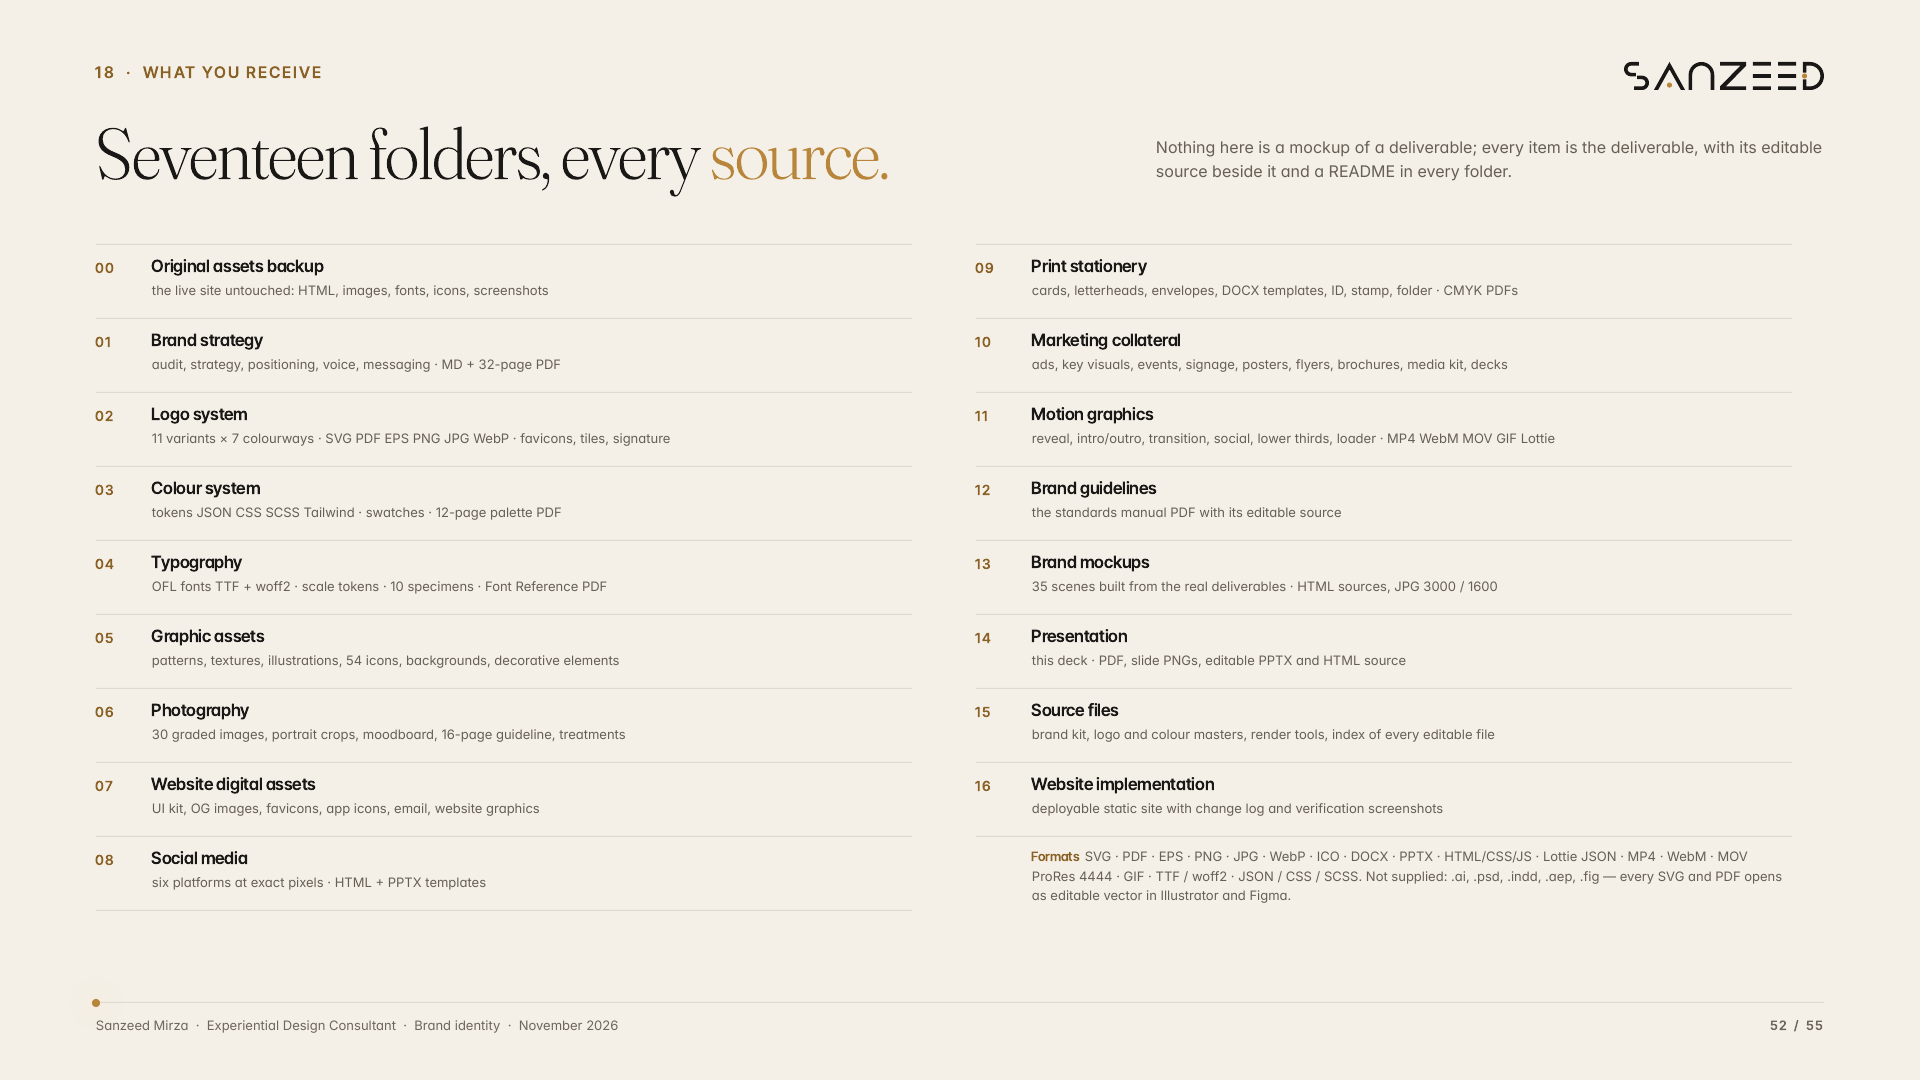 18 · WHAT YOU RECEIVE
SANZEED
Seventeen folders, every source.
Nothing here is a mockup of a deliverable; every item is the deliverable, with its editable
source beside it and a README in every folder.
00 Original assets backup
the live site untouched: HTML, images, fonts, icons, screenshots
01 Brand strategy
audit, strategy, positioning, voice, messaging · MD + 32-page PDF
02 Logo system
11 variants × 7 colourways · SVG PDF EPS PNG JPG WebP · favicons, tiles, signature
03 Colour system
tokens JSON CSS SCSS Tailwind · swatches · 12-page palette PDF
04 Typography
OFL fonts TTF + woff2 · scale tokens · 10 specimens · Font Reference PDF
05 Graphic assets
patterns, textures, illustrations, 54 icons, backgrounds, decorative elements
06 Photography
30 graded images, portrait crops, moodboard, 16-page guideline, treatments
07 Website digital assets
UI kit, OG images, favicons, app icons, email, website graphics
08 Social media
six platforms at exact pixels · HTML + PPTX templates
09 Print stationery
cards, letterheads, envelopes, DOCX templates, ID, stamp, folder · CMYK PDFs
10 Marketing collateral
ads, key visuals, events, signage, posters, flyers, brochures, media kit, decks
11 Motion graphics
reveal, intro/outro, transition, social, lower thirds, loader · MP4 WebM MOV GIF Lottie
12 Brand guidelines
the standards manual PDF with its editable source
13 Brand mockups
35 scenes built from the real deliverables · HTML sources, JPG 3000 / 1600
14 Presentation
this deck · PDF, slide PNGs, editable PPTX and HTML source
15 Source files
brand kit, logo and colour masters, render tools, index of every editable file
16 Website implementation
deployable static site with change log and verification screenshots
Formats SVG · PDF · EPS · PNG · JPG · WebP · ICO · DOCX · PPTX · HTML/CSS/JS · Lottie JSON · MP4 · WebM · MOV
ProRes 4444 · GIF · TTF / woff2 · JSON / CSS / SCSS. Not supplied: .ai, .psd, .indd, .aep, .fig — every SVG and PDF opens
as editable vector in Illustrator and Figma.
Sanzeed Mirza · Experiential Design Consultant · Brand identity · November 2026
52 / 55